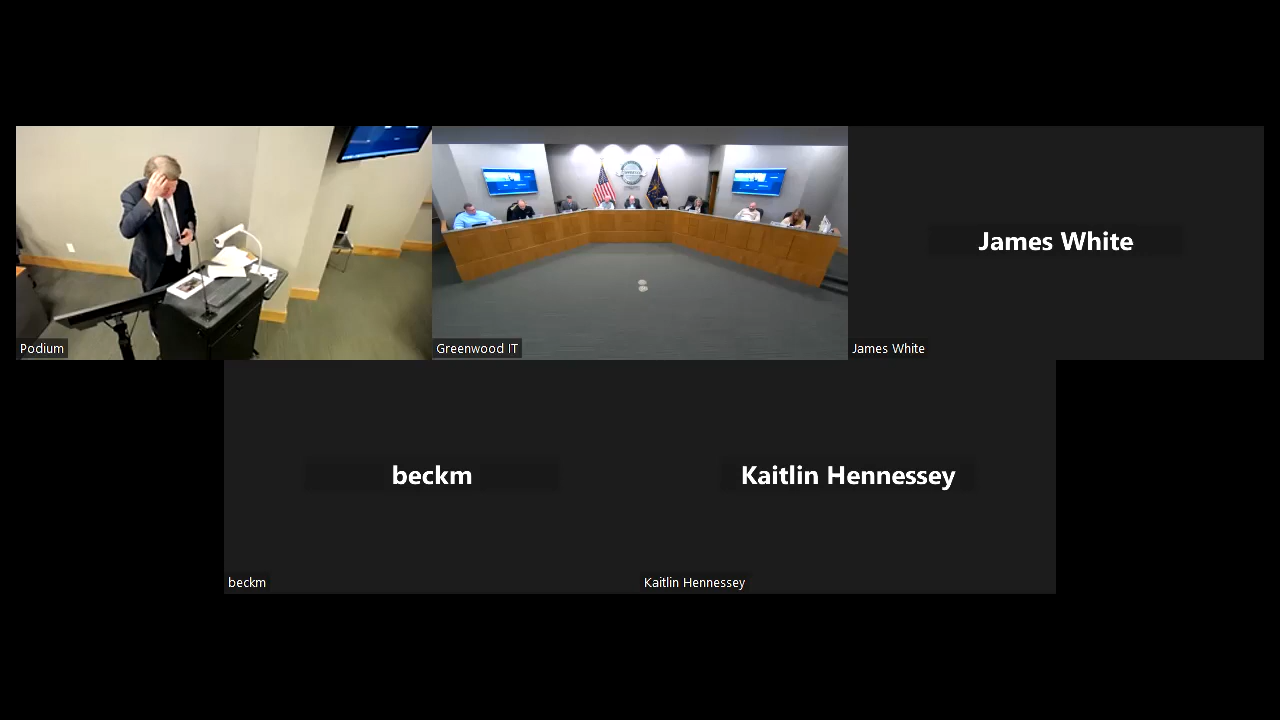 James White
Podium
Greenwood IT
James White
beckm
Kaitlin Hennessey
beckm
Kaitlin Hennessey